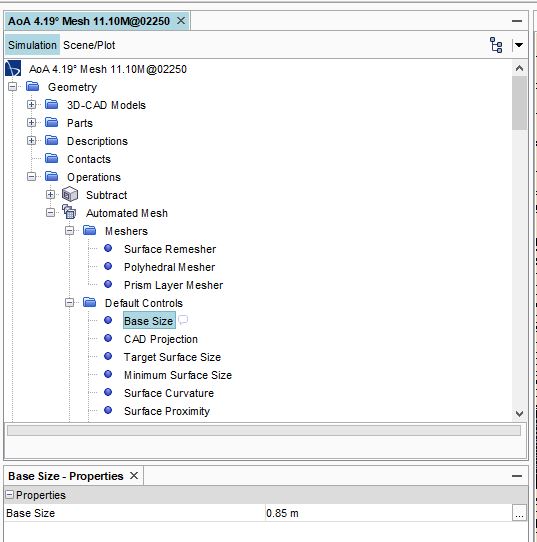 AoA 4.19° Mesh 11.10M@02250
Simulation Scene/Plot
AoA 4.19° Mesh 11.10M@02250
Geometry
3D-CAD Models
Parts
Descriptions
Contacts
Operations
Subtract
Automated Mesh
Meshers
Surface Remesher
Polyhedral Mesher
Prism Layer Mesher
Default Controls
Base Size
CAD Projection
Target Surface Size
Minimum Surface Size
Surface Curvature
Surface Proximity
Base Size - Properties
Properties
Base Size 0.85 m ...